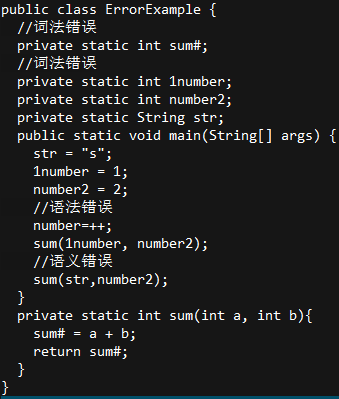 public class ErrorExample {
//词法错误
private static int sum#;
//词法错误
private static int 1number;
private static int number2;
private static String str;
public static void main(String[] args) {
str = "s";
1number = 1;
number2 = 2;
//语法错误
number=++;
sum(1number, number2);
//语义错误
sum(str,number2);
}
private static int sum(int a, int b){
sum# = a + b;
return sum#;
}
}